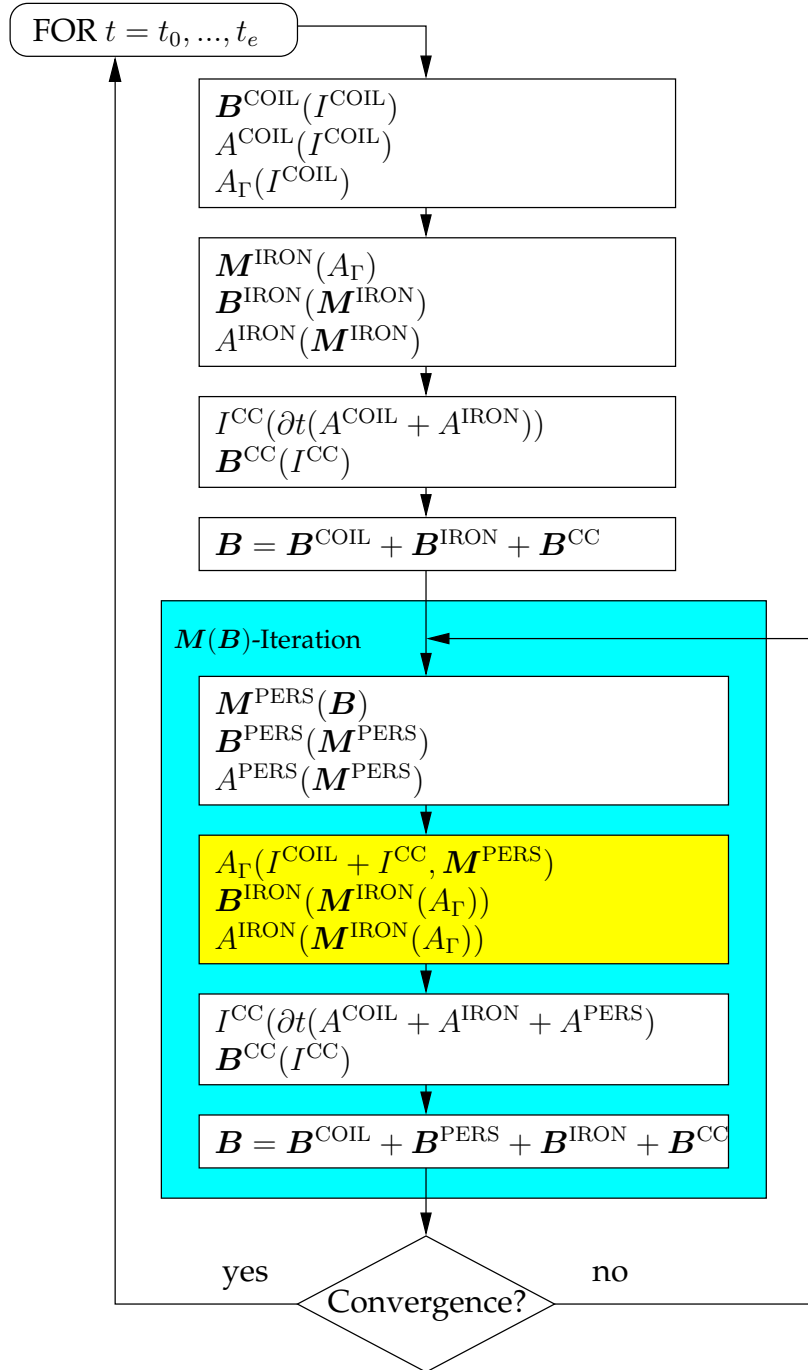 FOR t = t₀, ..., tₑ
𝑩^COIL(I^COIL)
A^COIL(I^COIL)
A_Γ(I^COIL)
𝑴^IRON(A_Γ)
𝑩^IRON(𝑴^IRON)
A^IRON(𝑴^IRON)
I^CC(∂t(A^COIL + A^IRON))
𝑩^CC(I^CC)
𝑩 = 𝑩^COIL + 𝑩^IRON + 𝑩^CC
𝑴(𝑩)-Iteration
𝑴^PERS(𝑩)
𝑩^PERS(𝑴^PERS)
A^PERS(𝑴^PERS)
A_Γ(I^COIL + I^CC, 𝑴^PERS)
𝑩^IRON(𝑴^IRON(A_Γ))
A^IRON(𝑴^IRON(A_Γ))
I^CC(∂t(A^COIL + A^IRON + A^PERS)
𝑩^CC(I^CC)
𝑩 = 𝑩^COIL + 𝑩^PERS + 𝑩^IRON + 𝑩^CC
yes
no
Convergence?